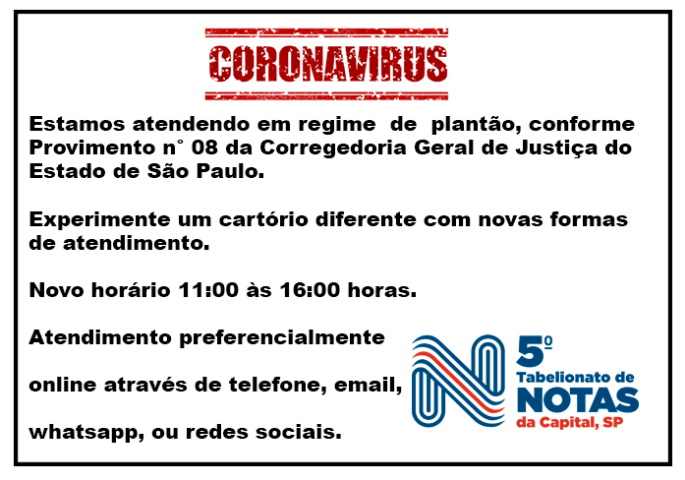 CORONAVIRUS
Estamos atendendo em regime de plantão, conforme
Provimento n° 08 da Corregedoria Geral de Justiça do
Estado de São Paulo.
Experimente um cartório diferente com novas formas
de atendimento.
Novo horário 11:00 às 16:00 horas.
Atendimento preferencialmente
online através de telefone, email,
whatsapp, ou redes sociais.
5º
Tabelionato de
NOTAS
da Capital, SP